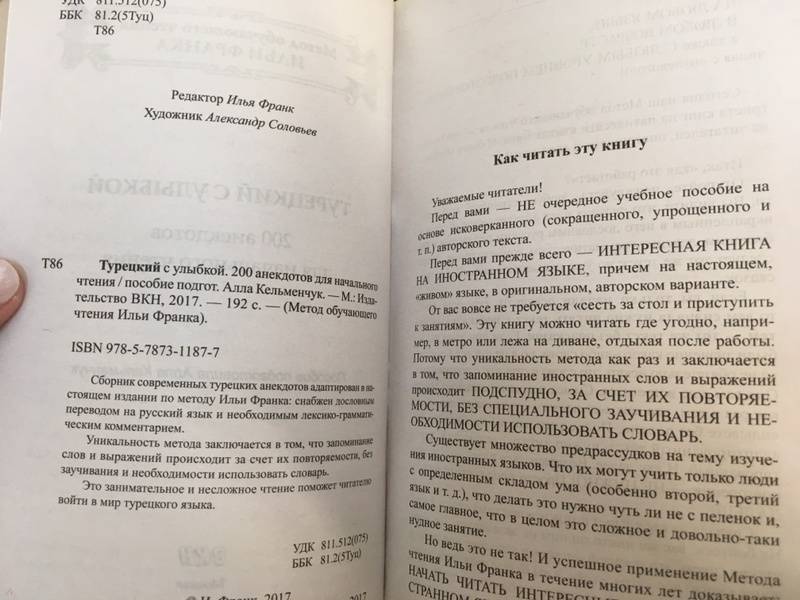 УДК 811.512(075)
ББК 81.2(5Туц)
Т86
Редактор Илья Франк
Художник Александр Соловьев
Т86 Турецкий с улыбкой. 200 анекдотов для начального
чтения / пособие подгот. Алла Кельменчук. — М.: Изда-
тельство ВКН, 2017. — 192 с. — (Метод обучающего
чтения Ильи Франка).
ISBN 978-5-7873-1187-7
Сборник современных турецких анекдотов адаптирован в на-
стоящем издании по методу Ильи Франка: снабжен дословным
переводом на русский язык и необходимым лексико-граммати-
ческим комментарием.
Уникальность метода заключается в том, что запоминание
слов и выражений происходит за счет их повторяемости, без
заучивания и необходимости использовать словарь.
Это занимательное и несложное чтение поможет читателю
войти в мир турецкого языка.
УДК 811.512(075)
ББК 81.2(5Туц)
© И. Франк, 2017
2017
Как читать эту книгу
Уважаемые читатели!
Перед вами — НЕ очередное учебное пособие на
основе исковерканного (сокращенного, упрощенного и
т. п.) авторского текста.
Перед вами прежде всего — ИНТЕРЕСНАЯ КНИГА
НА ИНОСТРАННОМ ЯЗЫКЕ, причем на настоящем,
«живом» языке, в оригинальном, авторском варианте.
От вас вовсе не требуется «сесть за стол и приступить
к занятиям». Эту книгу можно читать где угодно, напри-
мер, в метро или лежа на диване, отдыхая после работы.
Потому что уникальность метода как раз и заключается
в том, что запоминание иностранных слов и выражений
происходит ПОДСПУДНО, ЗА СЧЕТ ИХ ПОВТОРЯЕ-
МОСТИ, БЕЗ СПЕЦИАЛЬНОГО ЗАУЧИВАНИЯ И НЕ-
ОБХОДИМОСТИ ИСПОЛЬЗОВАТЬ СЛОВАРЬ.
Существует множество предрассудков на тему изуче-
ния иностранных языков. Что их могут учить только люди
с определенным складом ума (особенно второй, третий
язык и т. д.), что делать это нужно чуть ли не с пеленок и,
самое главное, что в целом это сложное и довольно-таки
нудное занятие.
Но ведь это не так! И успешное применение Метода
чтения Ильи Франка в течение многих лет доказывает:
НАЧАТЬ ЧИТАТЬ ИНТЕРЕСНЫЕ